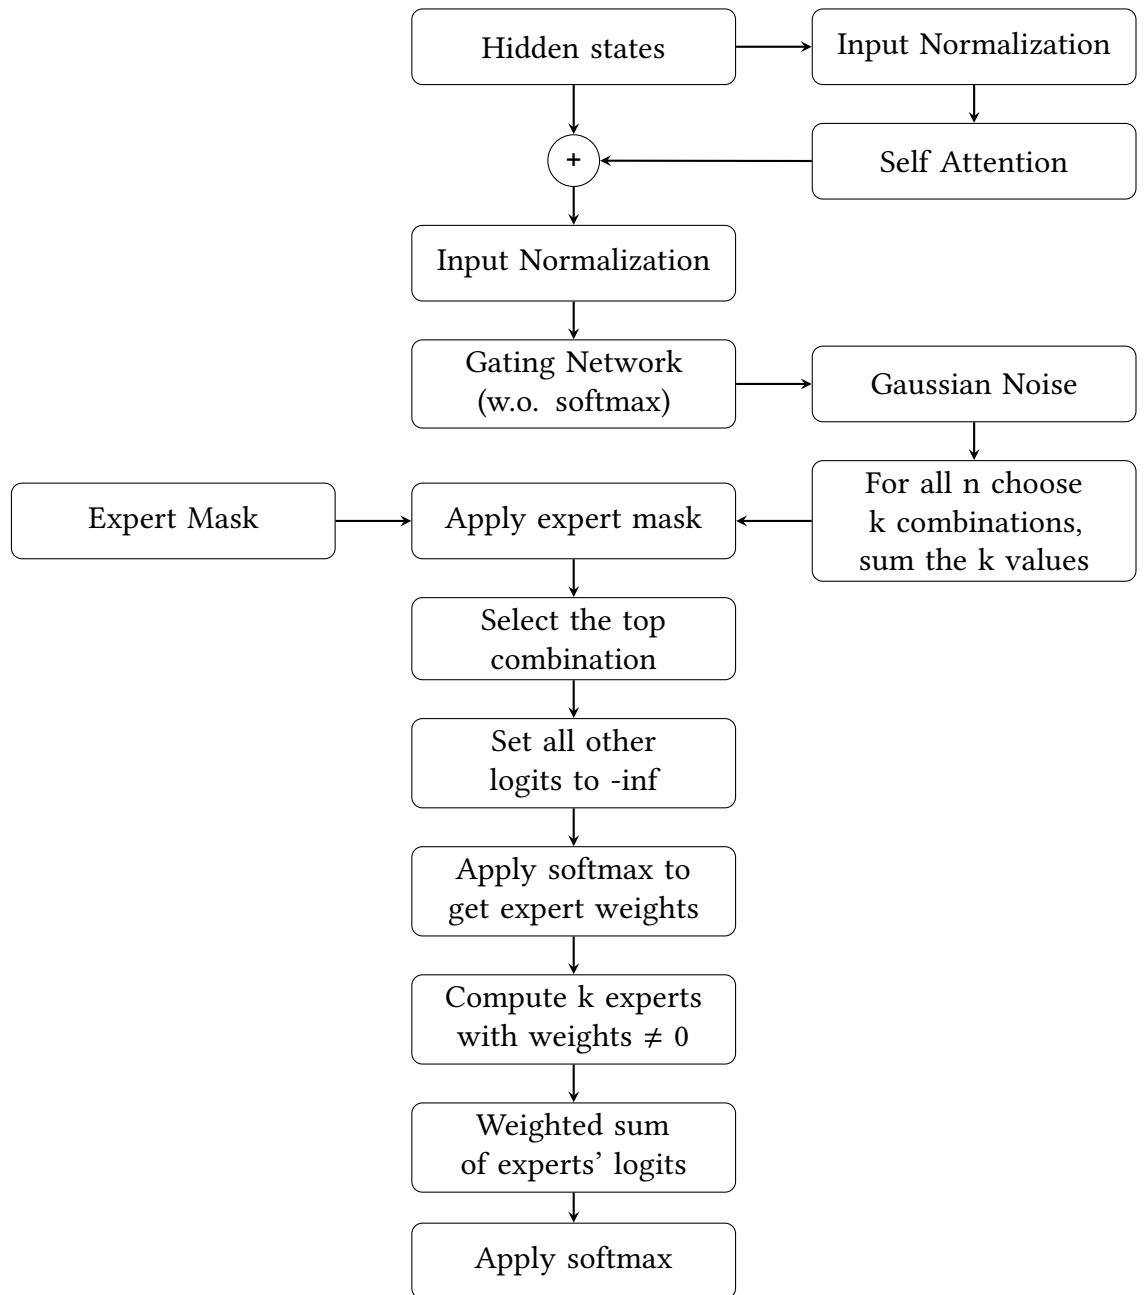 Hidden states
Input Normalization
+
Self Attention
Input Normalization
Gating Network
(w.o. softmax)
Gaussian Noise
Expert Mask
Apply expert mask
For all n choose
k combinations,
sum the k values
Select the top
combination
Set all other
logits to -inf
Apply softmax to
get expert weights
Compute k experts
with weights ≠ 0
Weighted sum
of experts’ logits
Apply softmax